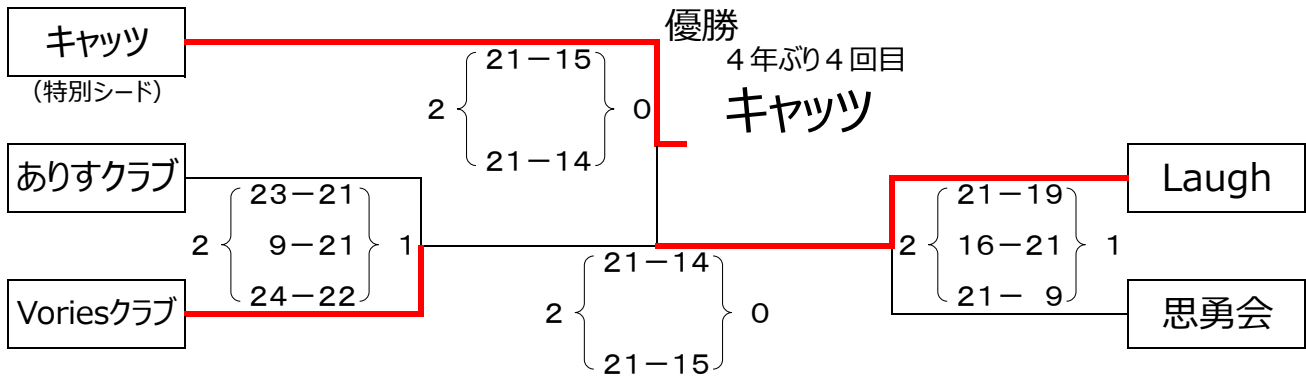 キャッツ
(特別シード)
優勝
4年ぶり4回目
キャッツ
21-15
2 0
21-14
ありすクラブ
23-21
2 9-21 1
24-22
Voriesクラブ
21-14
2 0
21-15
Laugh
21-19
2 16-21 1
21- 9
思勇会